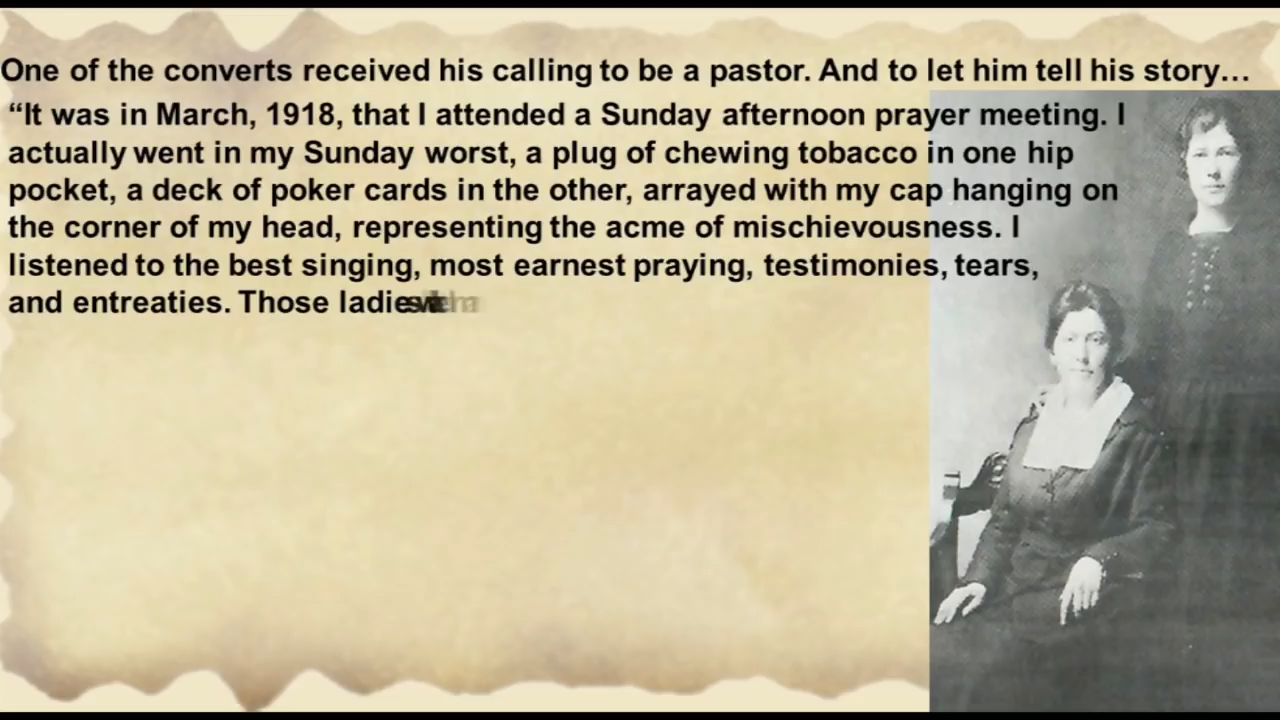 One of the converts received his calling to be a pastor. And to let him tell his story…
“It was in March, 1918, that I attended a Sunday afternoon prayer meeting. I
actually went in my Sunday worst, a plug of chewing tobacco in one hip
pocket, a deck of poker cards in the other, arrayed with my cap hanging on
the corner of my head, representing the acme of mischievousness. I
listened to the best singing, most earnest praying, testimonies, tears,
and entreaties. Those ladies